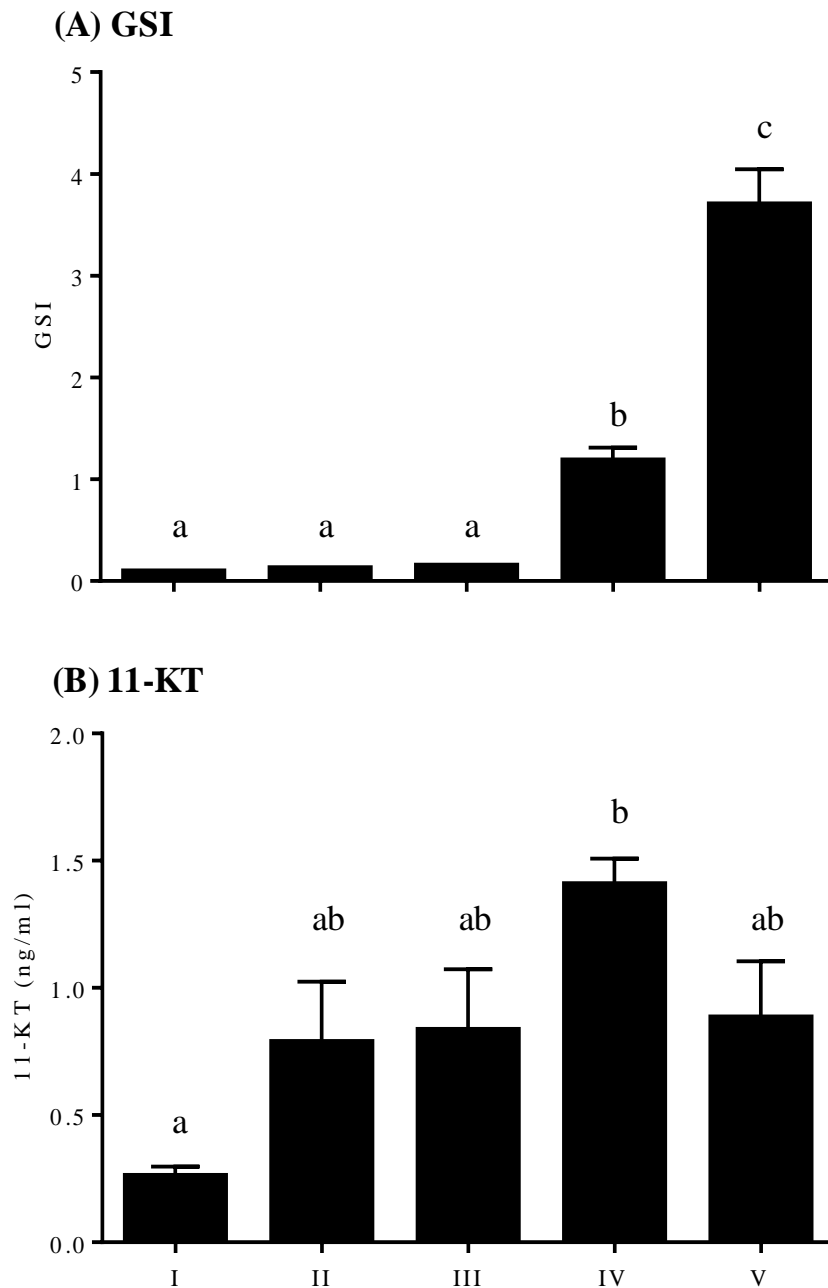 (A) GSI
5
c
4
3
GSI
2
b
1
a a a
0
(B) 11-KT
2.0
b
1.5
ab ab ab
11-KT (ng/ml)
1.0
0.5
a
0.0
I II III IV V